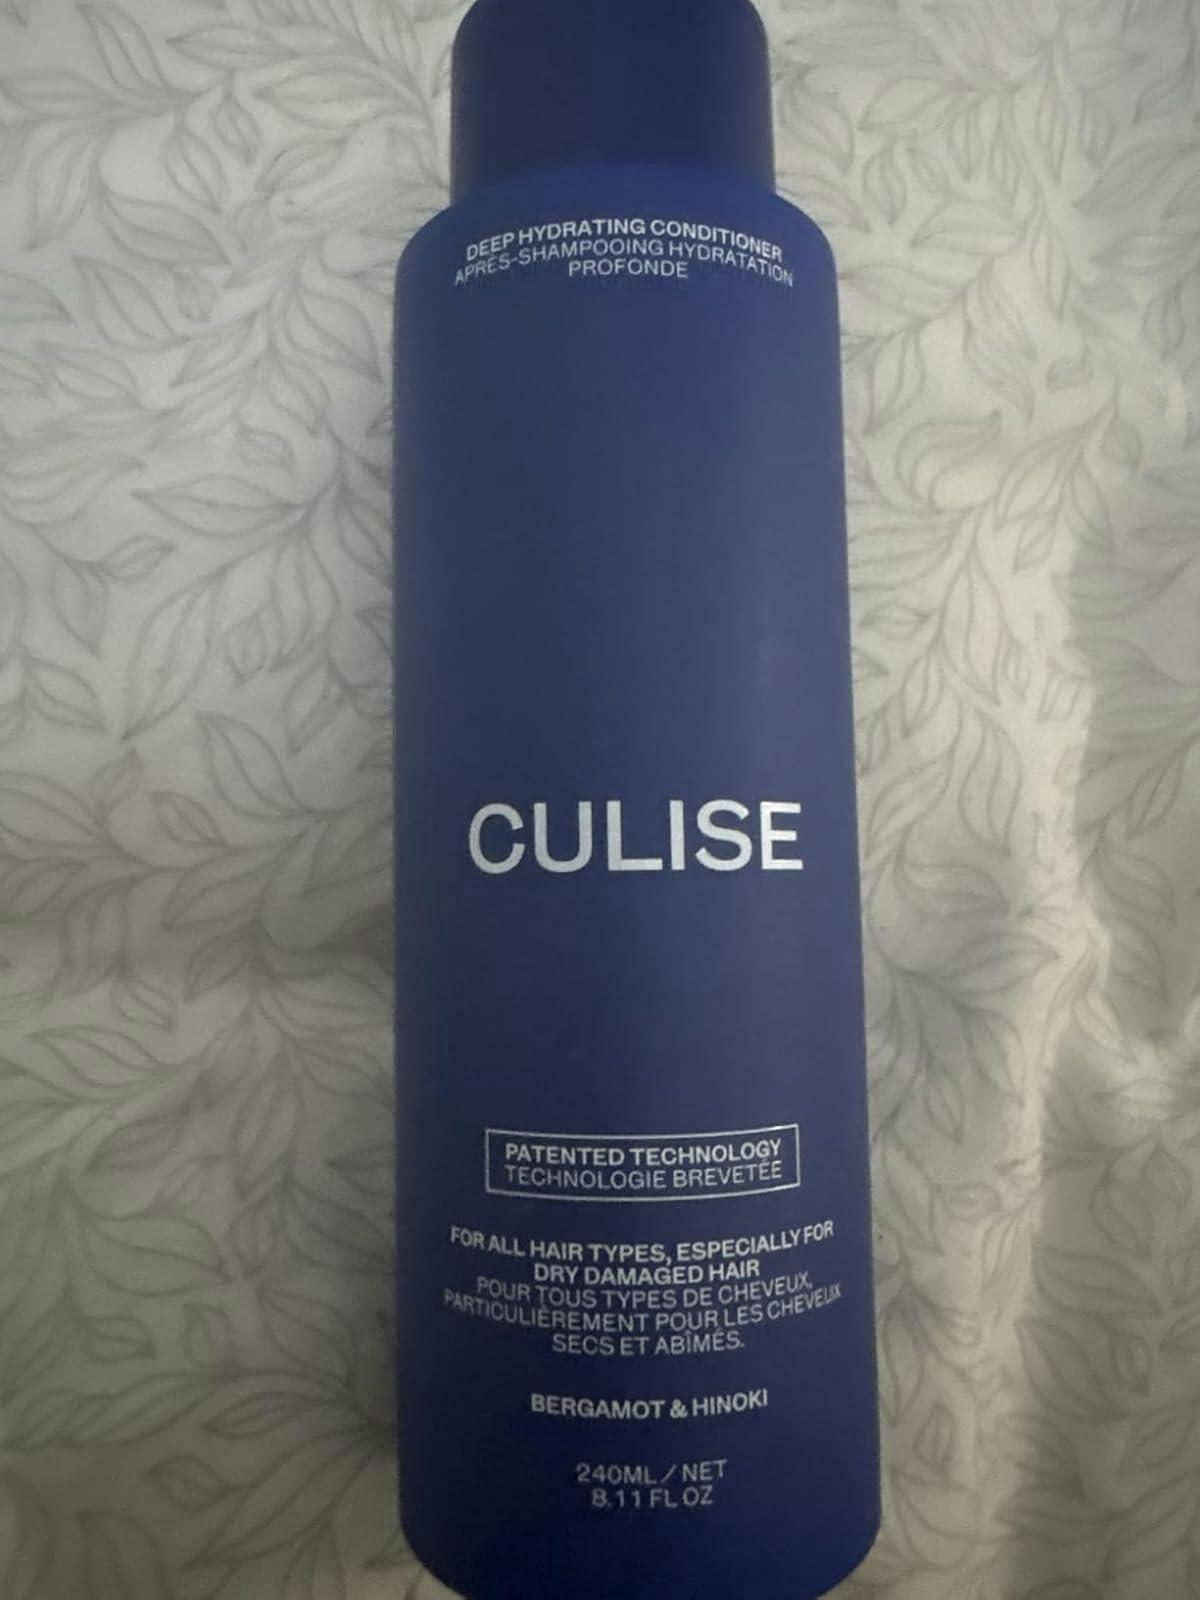 DEEP HYDRATING CONDITIONER
APRÈS-SHAMPOOING HYDRATATION
PROFONDE
CULISE
PATENTED TECHNOLOGY
TECHNOLOGIE BREVETÉE
FOR ALL HAIR TYPES, ESPECIALLY FOR
DRY DAMAGED HAIR
POUR TOUS TYPES DE CHEVEUX,
PARTICULIÈREMENT POUR LES CHEVEUX
SECS ET ABÎMÉS.
BERGAMOT & HINOKI
240ML / NET
8.11 FL OZ